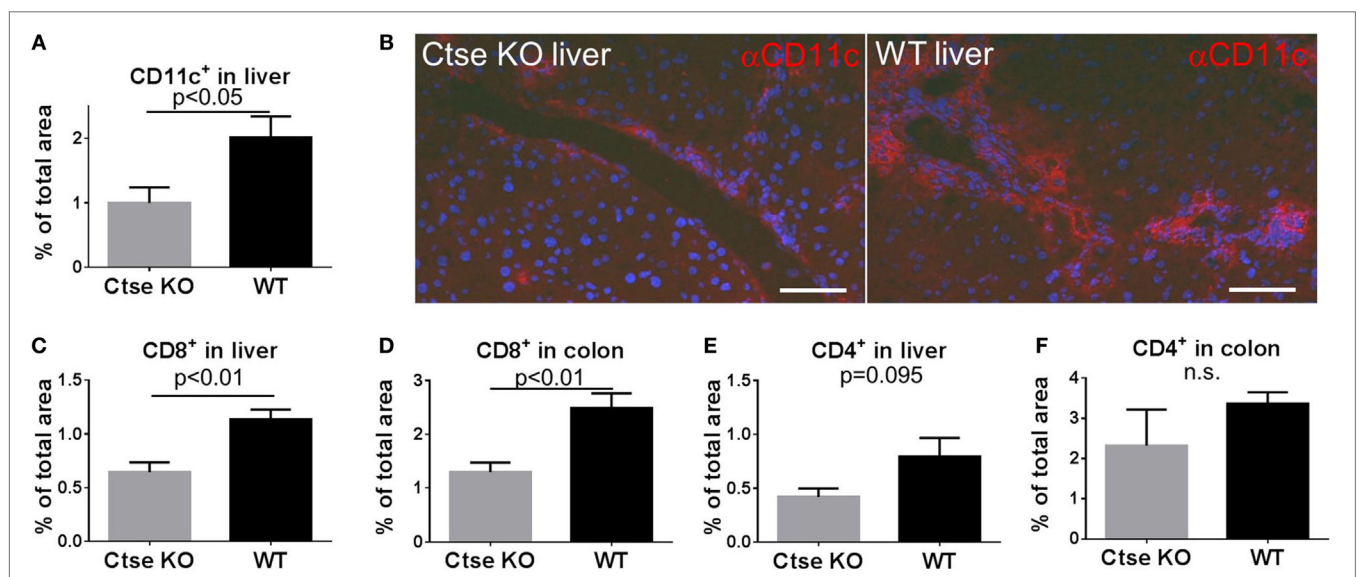 A
CD11c⁺ in liver
p<0.05
% of total area
2
1
0
Ctse KO WT
B
Ctse KO liver αCD11c
WT liver αCD11c
C
CD8⁺ in liver
p<0.01
% of total area
1.5
1.0
0.5
0.0
Ctse KO WT
D
CD8⁺ in colon
p<0.01
% of total area
3
2
1
0
Ctse KO WT
E
CD4⁺ in liver
p=0.095
% of total area
1.5
1.0
0.5
0.0
Ctse KO WT
F
CD4⁺ in colon
n.s.
% of total area
4
3
2
1
0
Ctse KO WT